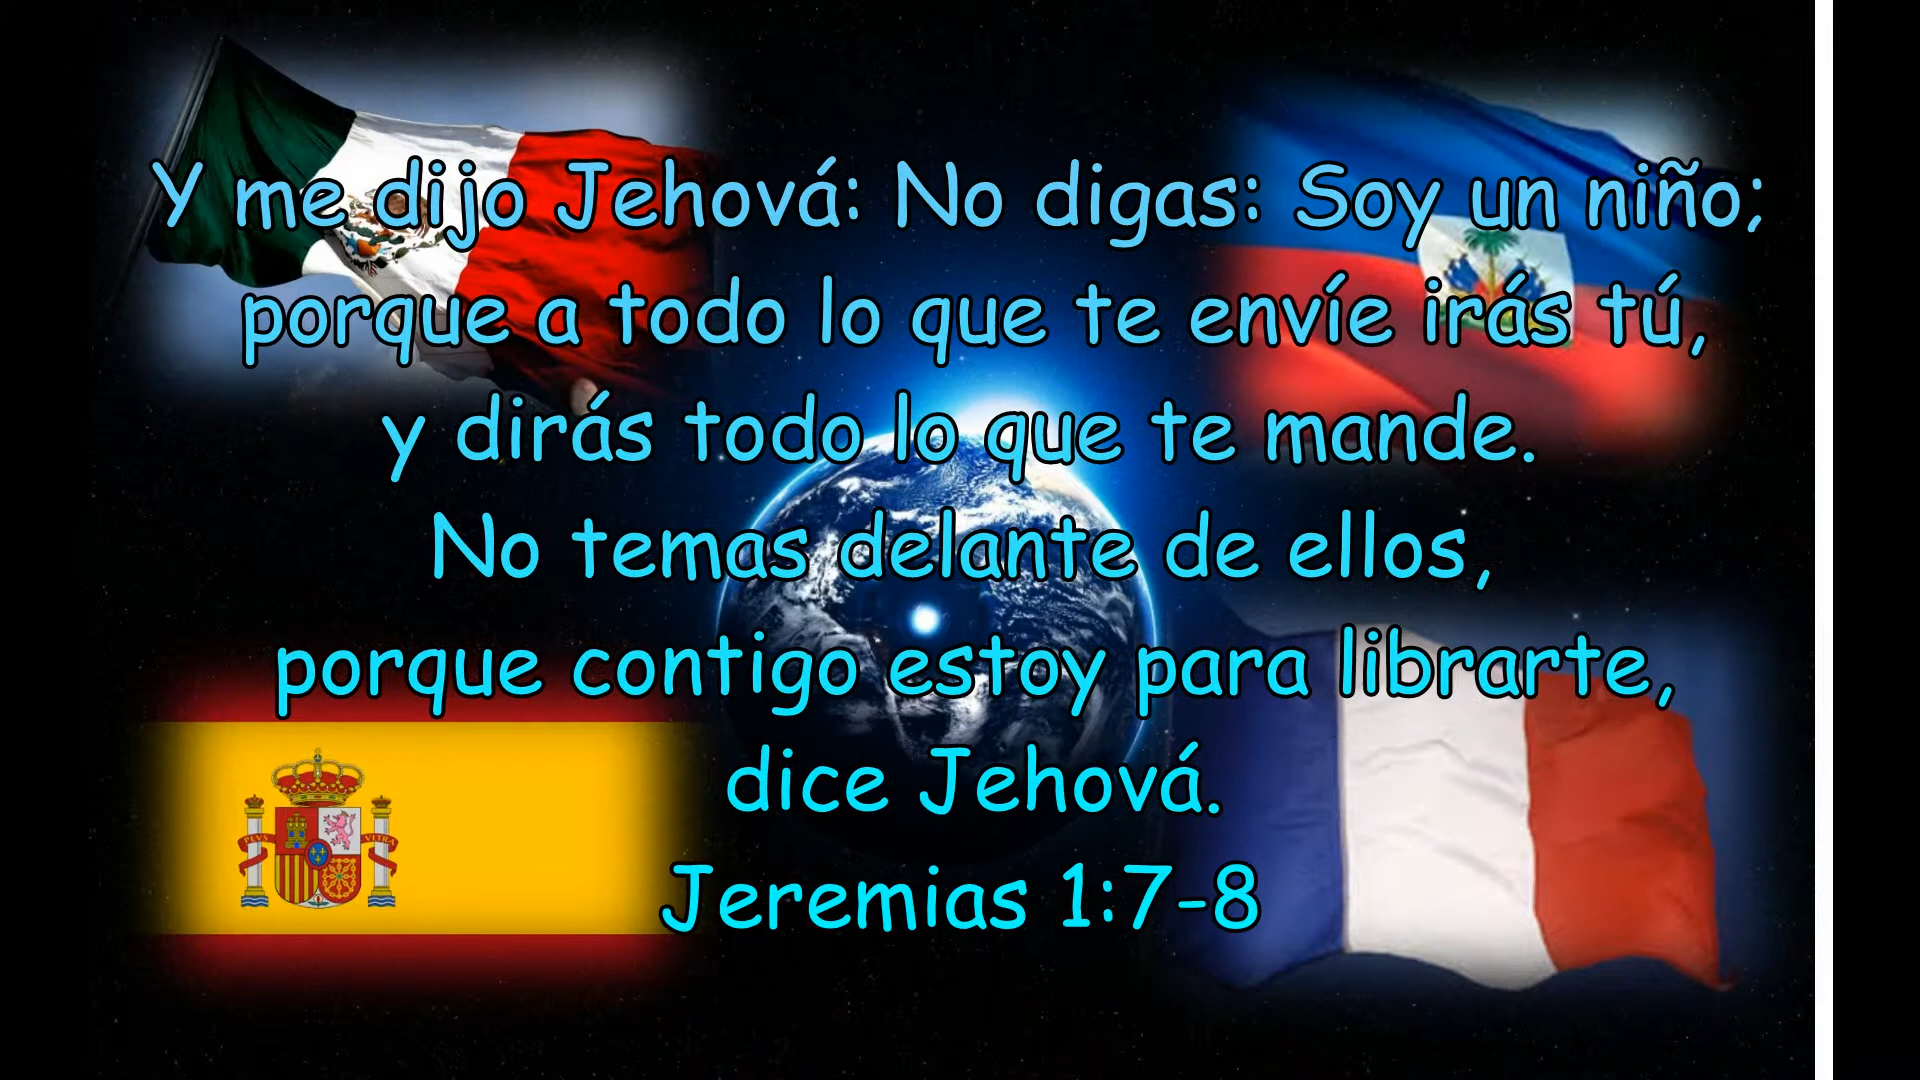 Y me dijo Jehová: No digas: Soy un niño;
porque a todo lo que te envíe irás tú,
y dirás todo lo que te mande.
No temas delante de ellos,
porque contigo estoy para librarte,
dice Jehová.
Jeremias 1:7-8
PLVS VLTRA